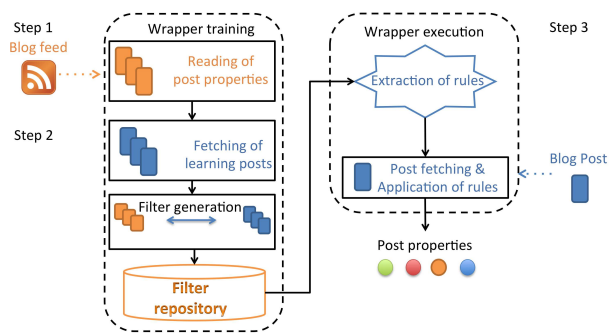 Step 1
Blog feed
Step 2
Wrapper training
Reading of
post properties
Fetching of
learning posts
Filter generation
Filter
repository
Wrapper execution
Extraction of rules
Post fetching &
Application of rules
Post properties
Step 3
Blog Post